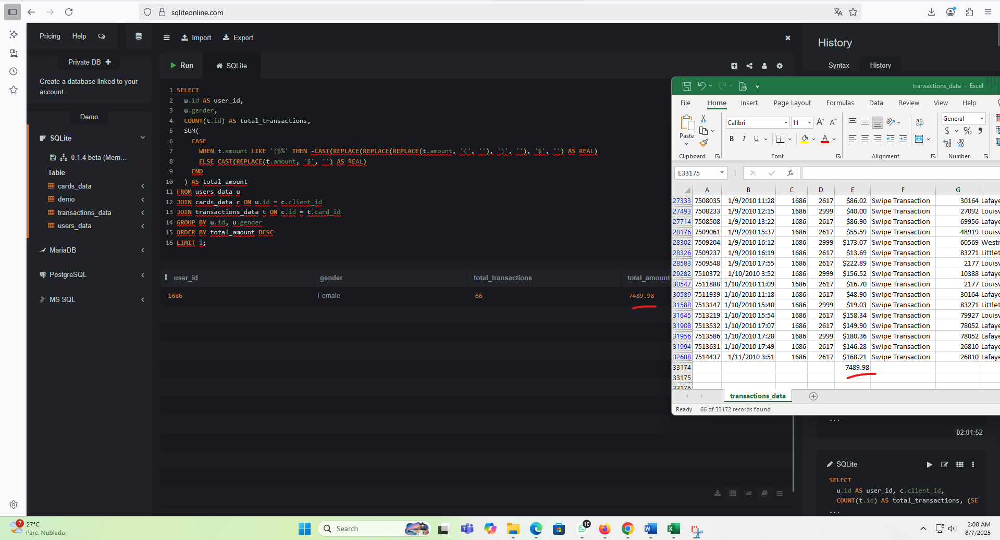 sqliteonline.com
Pricing
Help
Import
Export
History
Private DB
Run
SQLite
Syntax
History
Create a database linked to your
account.
Demo
SQLite
0.1.4 beta (Mem...
Table
cards_data
demo
transactions_data
users_data
MariaDB
PostgreSQL
MS SQL
1 SELECT
2 u.id AS user_id,
3 u.gender,
4 COUNT(t.id) AS total_transactions,
5 SUM(
6 CASE
7 WHEN t.amount LIKE '($%' THEN -CAST(REPLACE(REPLACE(REPLACE(t.amount, '(', ''), ')', ''), '$', '') AS REAL)
8 ELSE CAST(REPLACE(t.amount, '$', '') AS REAL)
9 END
10 ) AS total_amount
11 FROM users_data u
12 JOIN cards_data c ON u.id = c.client_id
13 JOIN transactions_data t ON c.id = t.card_id
14 GROUP BY u.id, u.gender
15 ORDER BY total_amount DESC
16 LIMIT 1;
user_id gender total_transactions total_amount
1686 Female 66 7489.98
transactions_data - Excel
File Home Insert Page Layout Formulas Data Review View Help
Paste
Calibri 11
B I U
ab
General
$ % ,
Clipboard Font Alignment Number
E33175 fx
A B C D E F G
27333 7508035 1/9/2010 11:28 1686 2617 $86.02 Swipe Transaction 30164 Lafaye
27493 7508233 1/9/2010 12:15 1686 2999 $40.00 Swipe Transaction 27092 Louisv
27714 7508508 1/9/2010 13:22 1686 2617 $86.90 Swipe Transaction 69956 Lafaye
28176 7509061 1/9/2010 15:37 1686 2617 $55.59 Swipe Transaction 48919 Louisv
28302 7509204 1/9/2010 16:12 1686 2999 $173.07 Swipe Transaction 60569 Westm
28326 7509237 1/9/2010 16:19 1686 2617 $13.69 Swipe Transaction 83271 Littlet
28583 7509548 1/9/2010 17:55 1686 2617 $222.89 Swipe Transaction 2177 Louisv
29282 7510372 1/10/2010 3:52 1686 2999 $156.52 Swipe Transaction 10388 Lafaye
30547 7511888 1/10/2010 11:09 1686 2617 $16.70 Swipe Transaction 2177 Louisv
30589 7511939 1/10/2010 11:18 1686 2617 $48.90 Swipe Transaction 30164 Lafaye
31588 7513147 1/10/2010 15:40 1686 2999 $19.03 Swipe Transaction 83271 Littlet
31645 7513219 1/10/2010 15:54 1686 2617 $158.34 Swipe Transaction 79927 Louisv
31908 7513532 1/10/2010 17:07 1686 2617 $149.90 Swipe Transaction 78052 Lafaye
31956 7513586 1/10/2010 17:28 1686 2999 $180.36 Swipe Transaction 78052 Lafaye
31994 7513631 1/10/2010 17:49 1686 2617 $146.28 Swipe Transaction 26810 Lafaye
32688 7514437 1/11/2010 3:51 1686 2617 $168.21 Swipe Transaction 26810 Lafaye
33174 7489.98
33175
33176
transactions_data
Ready 66 of 33172 records found
...
02:01:52
SQLite
SELECT
u.id AS user_id, c.client_id,
COUNT(t.id) AS total_transactions, (SE
...
7
27°C
Parc. Nublado
Search
10
2:08 AM
8/7/2025